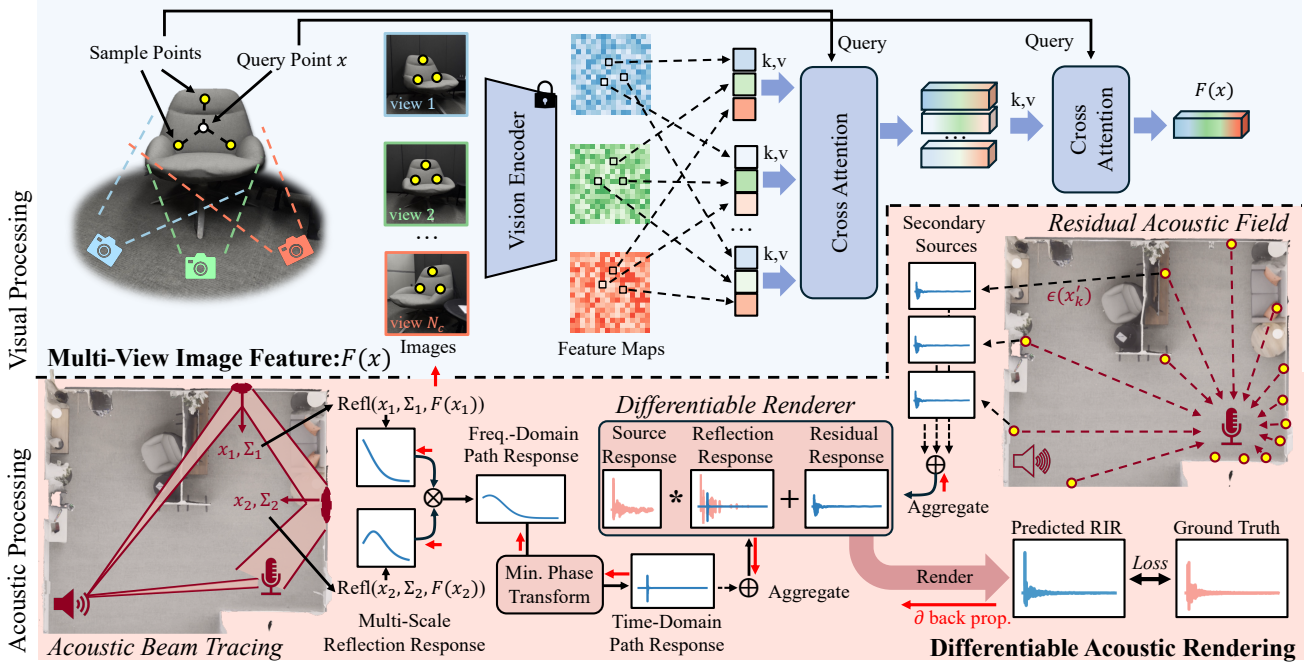 Visual Processing
Sample Points
Query Point x
view 1
view 2
...
view N_c
Images
Vision Encoder
Feature Maps
k,v
k,v
...
k,v
Query
Cross Attention
...
k,v
Query
Cross
Attention
F(x)
Multi-View Image Feature:F(x)
Secondary
Sources
Residual Acoustic Field
ϵ(x′_k)
Aggregate
Acoustic Processing
x_1, Σ_1
x_2, Σ_2
Acoustic Beam Tracing
Refl(x_1, Σ_1, F(x_1))
Refl(x_2, Σ_2, F(x_2))
Multi-Scale
Reflection Response
Freq.-Domain
Path Response
⊗
Min. Phase
Transform
Time-Domain
Path Response
⊕
Aggregate
Differentiable Renderer
Source
Response
*
Reflection
Response
+
Residual
Response
⊕
Render
∂ back prop.
Predicted RIR
Loss
Ground Truth
Differentiable Acoustic Rendering